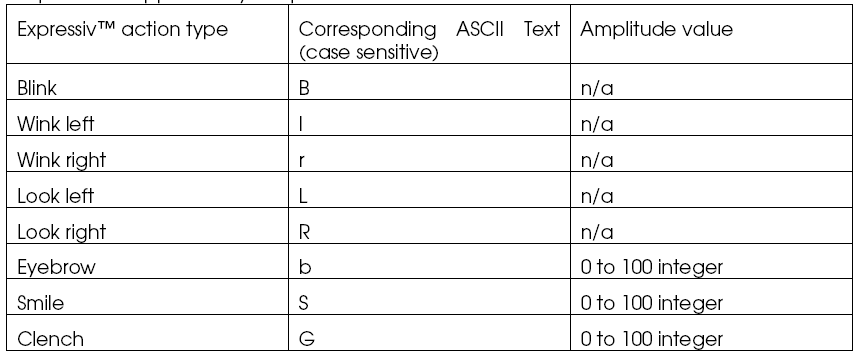 Expressiv™ action type Corresponding ASCII Text (case sensitive) Amplitude value
Blink B n/a
Wink left l n/a
Wink right r n/a
Look left L n/a
Look right R n/a
Eyebrow b 0 to 100 integer
Smile S 0 to 100 integer
Clench G 0 to 100 integer